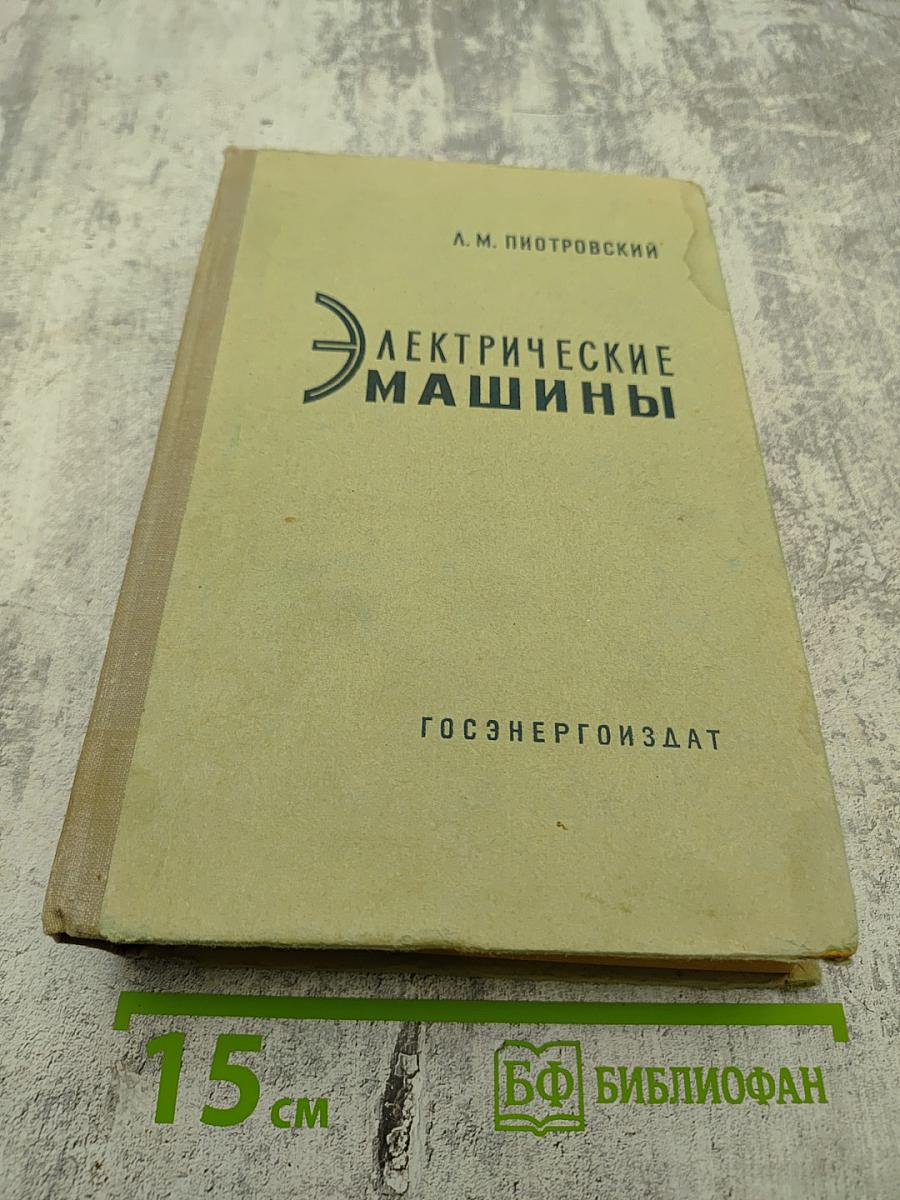 Л. М. ПИОТРОВСКИЙ
ЭЛЕКТРИЧЕСКИЕ
МАШИНЫ
ГОСЭНЕРГОИЗДАТ
15 СМ
БФ БИБЛИОФАН